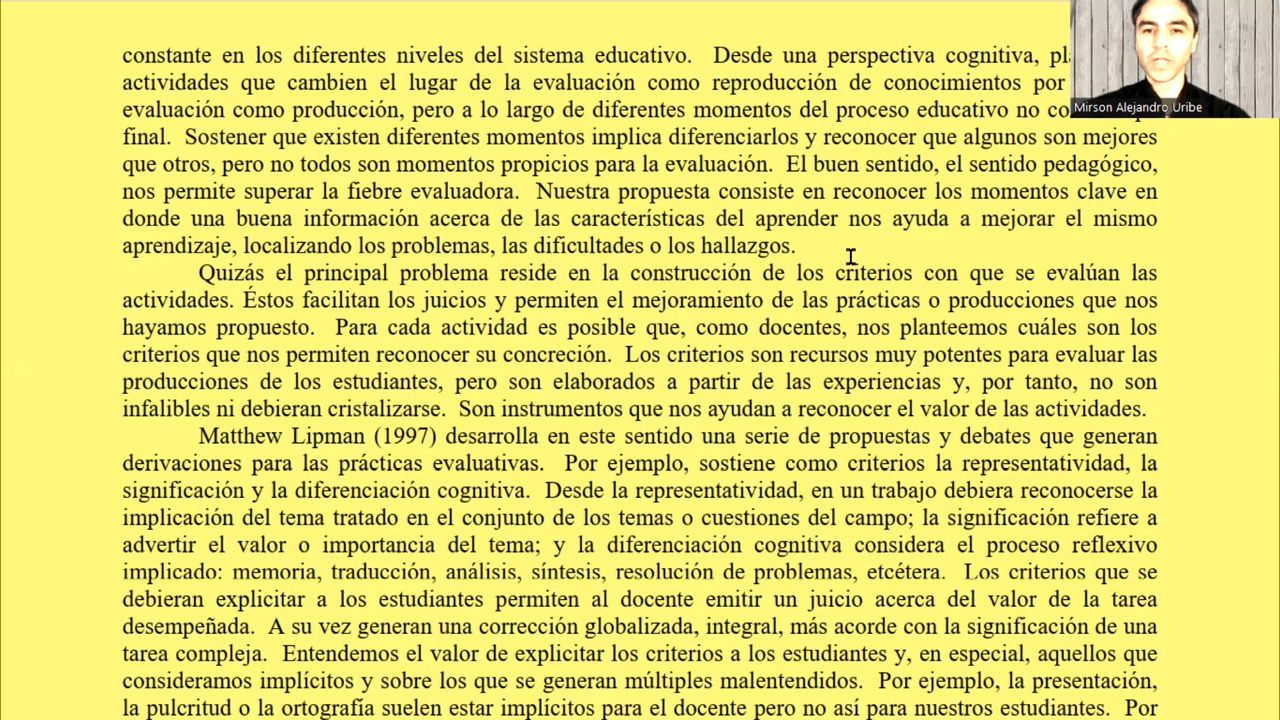 constante en los diferentes niveles del sistema educativo. Desde una perspectiva cognitiva,
actividades que cambien el lugar de la evaluación como reproducción de conocimientos por
evaluación como producción, pero a lo largo de diferentes momentos del proceso educativo no
final. Sostener que existen diferentes momentos implica diferenciarlos y reconocer que algunos son mejores
que otros, pero no todos son momentos propicios para la evaluación. El buen sentido, el sentido pedagógico,
nos permite superar la fiebre evaluadora. Nuestra propuesta consiste en reconocer los momentos clave en
donde una buena información acerca de las características del aprender nos ayuda a mejorar el mismo
aprendizaje, localizando los problemas, las dificultades o los hallazgos.
Quizás el principal problema reside en la construcción de los criterios con que se evalúan las
actividades. Éstos facilitan los juicios y permiten el mejoramiento de las prácticas o producciones que nos
hayamos propuesto. Para cada actividad es posible que, como docentes, nos planteemos cuáles son los
criterios que nos permiten reconocer su concreción. Los criterios son recursos muy potentes para evaluar las
producciones de los estudiantes, pero son elaborados a partir de las experiencias y, por tanto, no son
infalibles ni debieran cristalizarse. Son instrumentos que nos ayudan a reconocer el valor de las actividades.
Matthew Lipman (1997) desarrolla en este sentido una serie de propuestas y debates que generan
derivaciones para las prácticas evaluativas. Por ejemplo, sostiene como criterios la representatividad, la
significación y la diferenciación cognitiva. Desde la representatividad, en un trabajo debiera reconocerse la
implicación del tema tratado en el conjunto de los temas o cuestiones del campo; la significación refiere a
advertir el valor o importancia del tema; y la diferenciación cognitiva considera el proceso reflexivo
implicado: memoria, traducción, análisis, síntesis, resolución de problemas, etcétera. Los criterios que se
debieran explicitar a los estudiantes permiten al docente emitir un juicio acerca del valor de la tarea
desempeñada. A su vez generan una corrección globalizada, integral, más acorde con la significación de una
tarea compleja. Entendemos el valor de explicitar los criterios a los estudiantes y, en especial, aquellos que
consideramos implícitos y sobre los que se generan múltiples malentendidos. Por ejemplo, la presentación,
la pulcritud o la ortografía suelen estar implícitos para el docente pero no así para nuestros estudiantes. Por
Mirson Alejandro Uribe